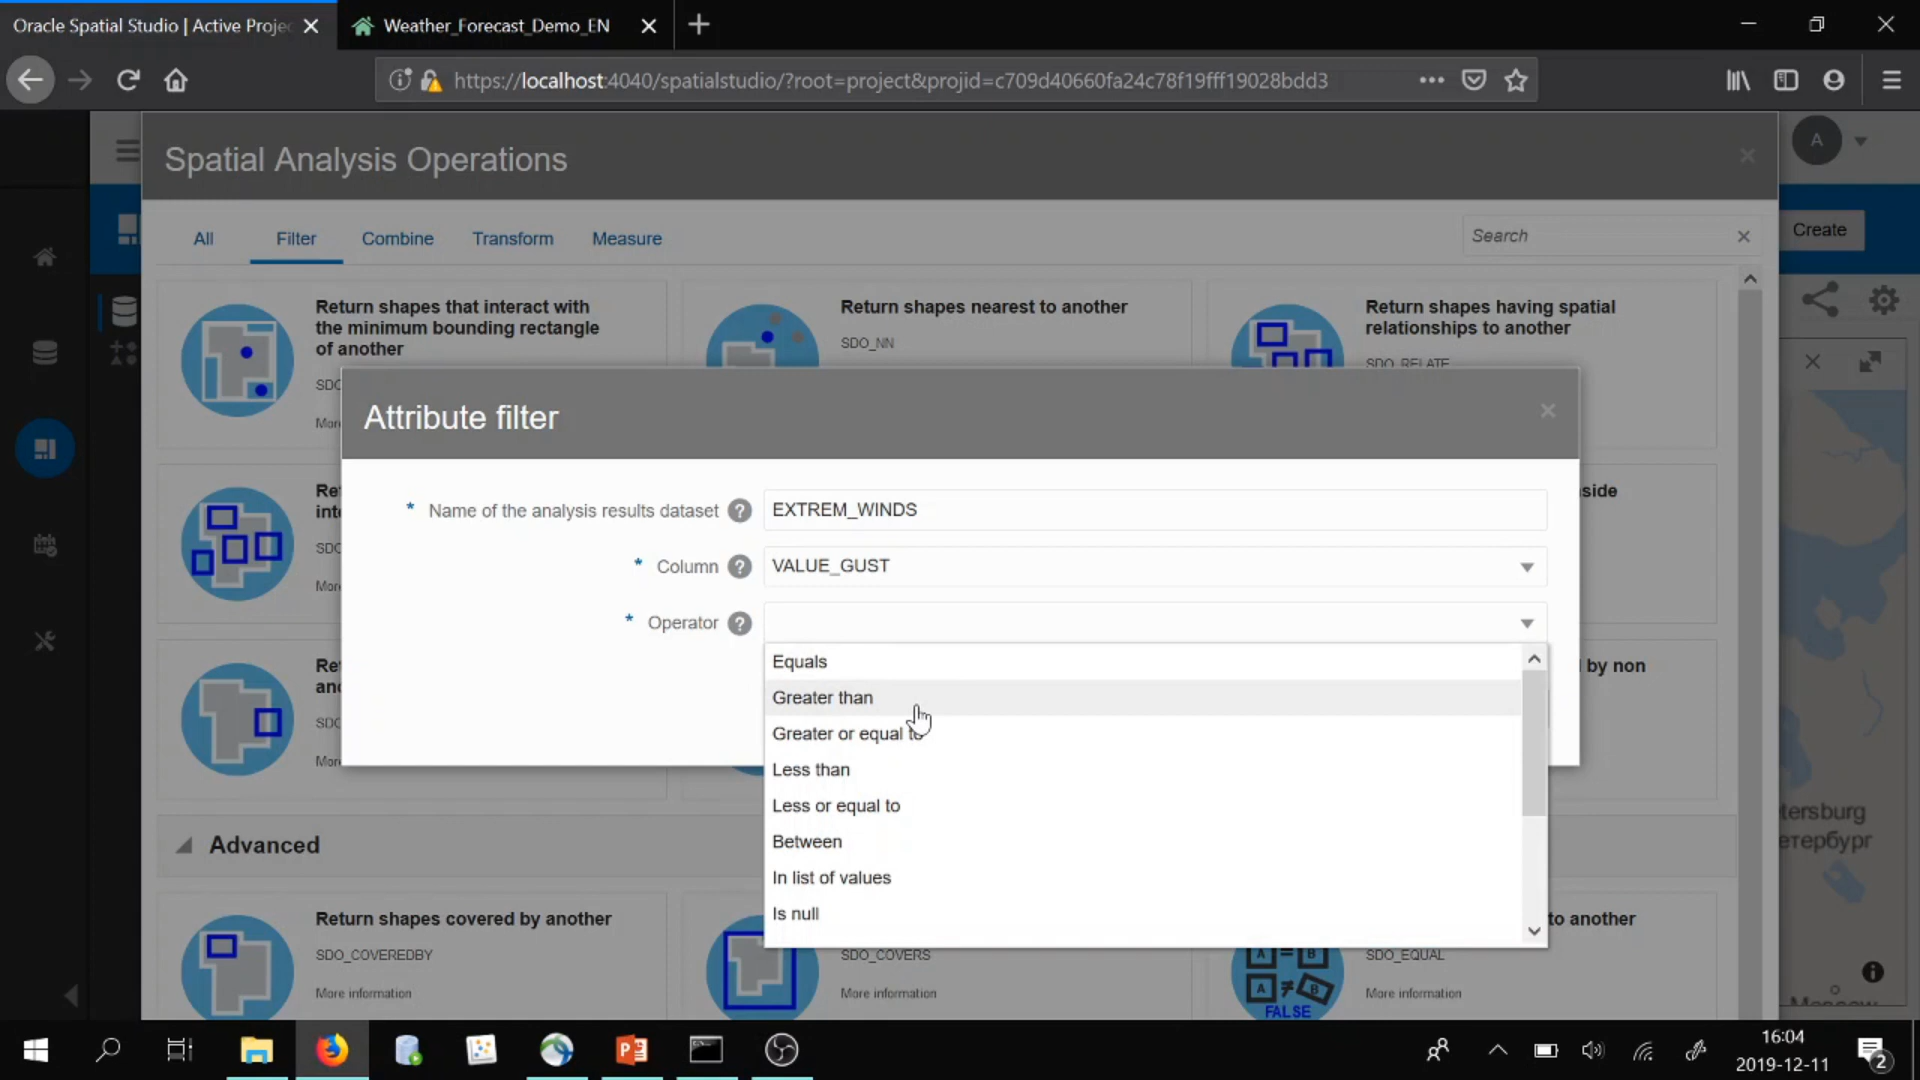 Oracle Spatial Studio | Active Proje
Weather_Forecast_Demo_EN
https://localhost:4040/spatialstudio/?root=project&projid=c709d40660fa24c78f19fff19028bdd3
Spatial Analysis Operations
A
All
Filter
Combine
Transform
Measure
Search
Create
Return shapes that interact with
the minimum bounding rectangle
of another
Return shapes nearest to another
SDO_NN
Return shapes having spatial
relationships to another
SDO_RELATE
Attribute filter
* Name of the analysis results dataset ? EXTREM_WINDS
* Column ? VALUE_GUST
* Operator ?
Equals
Greater than
Greater or equal to
Less than
Less or equal to
Between
In list of values
Is null
side
by non
tersburg
Advanced
Return shapes covered by another
SDO_COVEREDBY
More information
SDO_COVERS
More information
to another
SDO_EQUAL
More information
A = B
A ≠ B
FALSE
16:04
2019-12-11
2